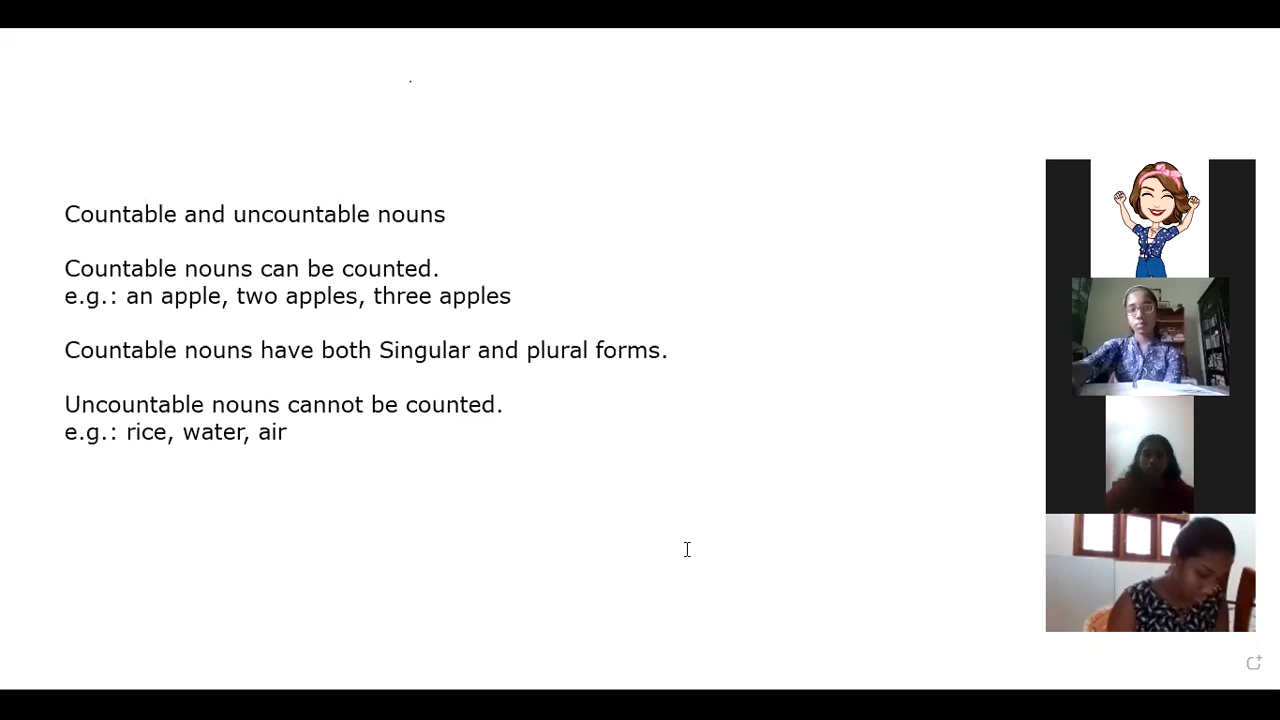 Countable and uncountable nouns
Countable nouns can be counted.
e.g.: an apple, two apples, three apples
Countable nouns have both Singular and plural forms.
Uncountable nouns cannot be counted.
e.g.: rice, water, air